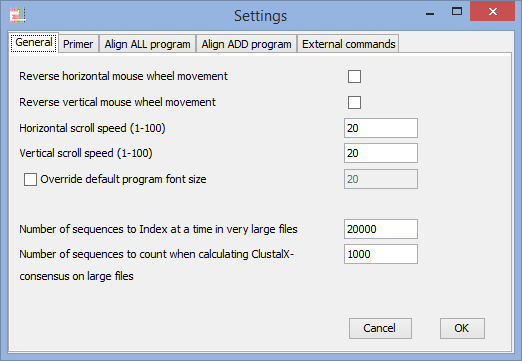 Settings
General Primer Align ALL program Align ADD program External commands
Reverse horizontal mouse wheel movement
Reverse vertical mouse wheel movement
Horizontal scroll speed (1-100) 20
Vertical scroll speed (1-100) 20
Override default program font size 20
Number of sequences to Index at a time in very large files 20000
Number of sequences to count when calculating ClustalX- 1000
consensus on large files
Cancel OK